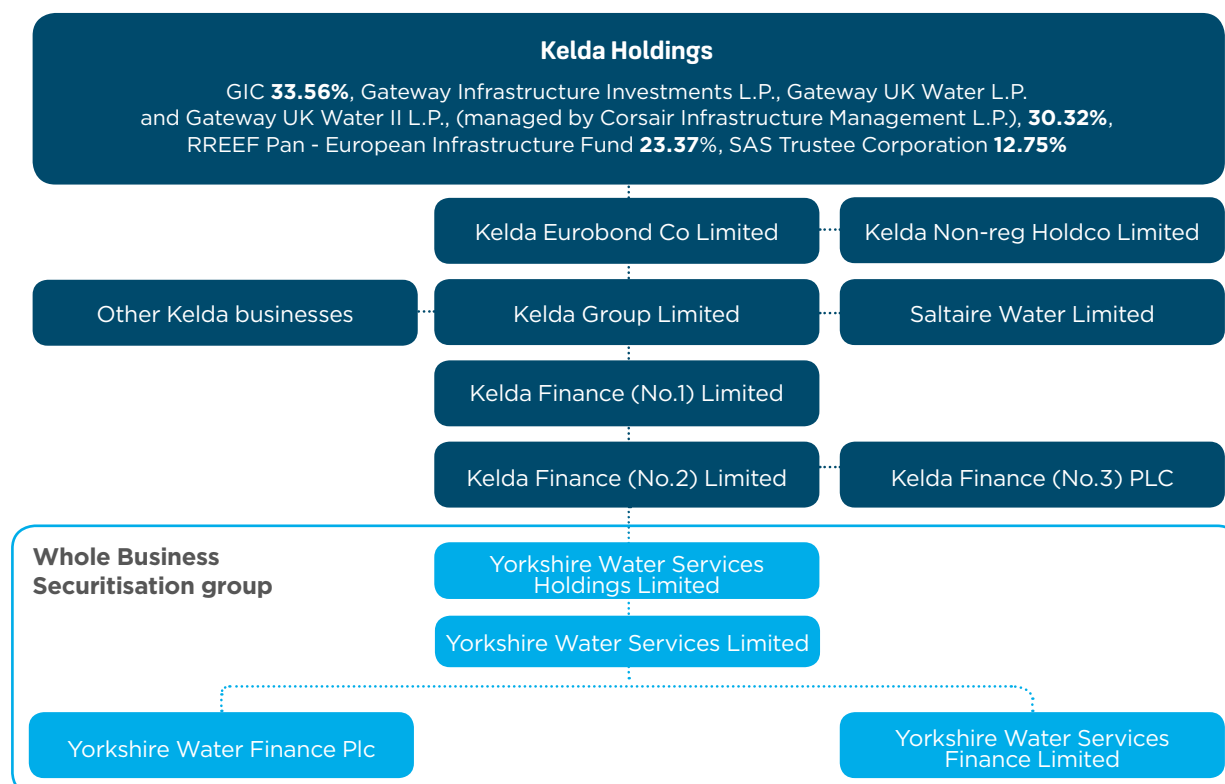 Kelda Holdings
GIC 33.56%, Gateway Infrastructure Investments L.P., Gateway UK Water L.P.
and Gateway UK Water II L.P., (managed by Corsair Infrastructure Management L.P.), 30.32%,
RREEF Pan - European Infrastructure Fund 23.37%, SAS Trustee Corporation 12.75%
Kelda Eurobond Co Limited
Kelda Non-reg Holdco Limited
Other Kelda businesses
Kelda Group Limited
Saltaire Water Limited
Kelda Finance (No.1) Limited
Kelda Finance (No.2) Limited
Kelda Finance (No.3) PLC
Whole Business
Securitisation group
Yorkshire Water Services
Holdings Limited
Yorkshire Water Services Limited
Yorkshire Water Finance Plc
Yorkshire Water Services
Finance Limited